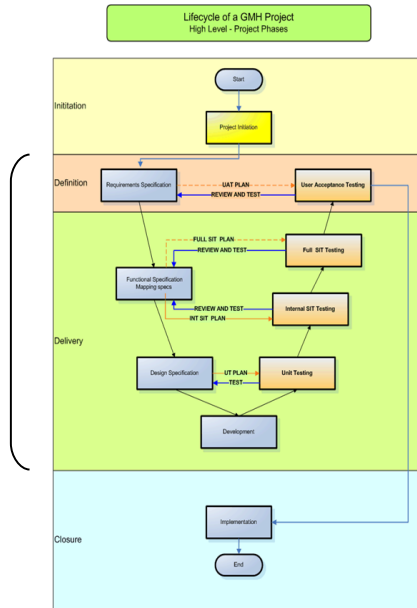 Lifecycle of a GMH Project
High Level - Project Phases
Inititation
Start
Project Initiation
Definition
Requirements Specification
UAT PLAN
REVIEW AND TEST
User Acceptance Testing
FULL SIT PLAN
REVIEW AND TEST
Full SIT Testing
Functional Specification
Mapping specs
REVIEW AND TEST
INT SIT PLAN
Internal SIT Testing
Delivery
Design Specification
UT PLAN
TEST
Unit Testing
Development
Closure
Implementation
End